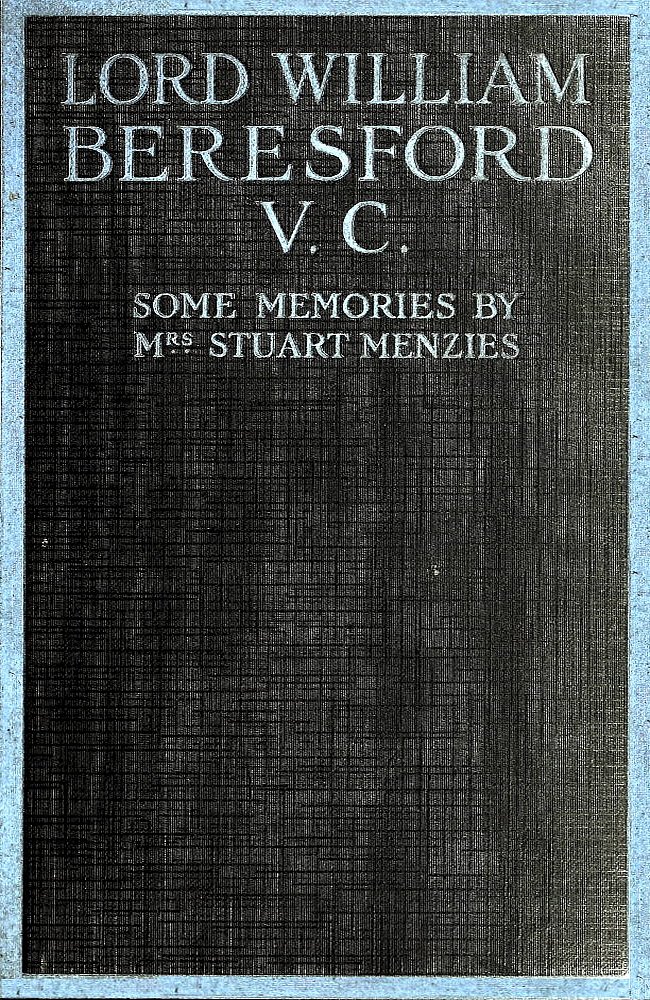 LORD WILLIAM
BERESFORD
V. C.
SOME MEMORIES BY
MRS STUART MENZIES